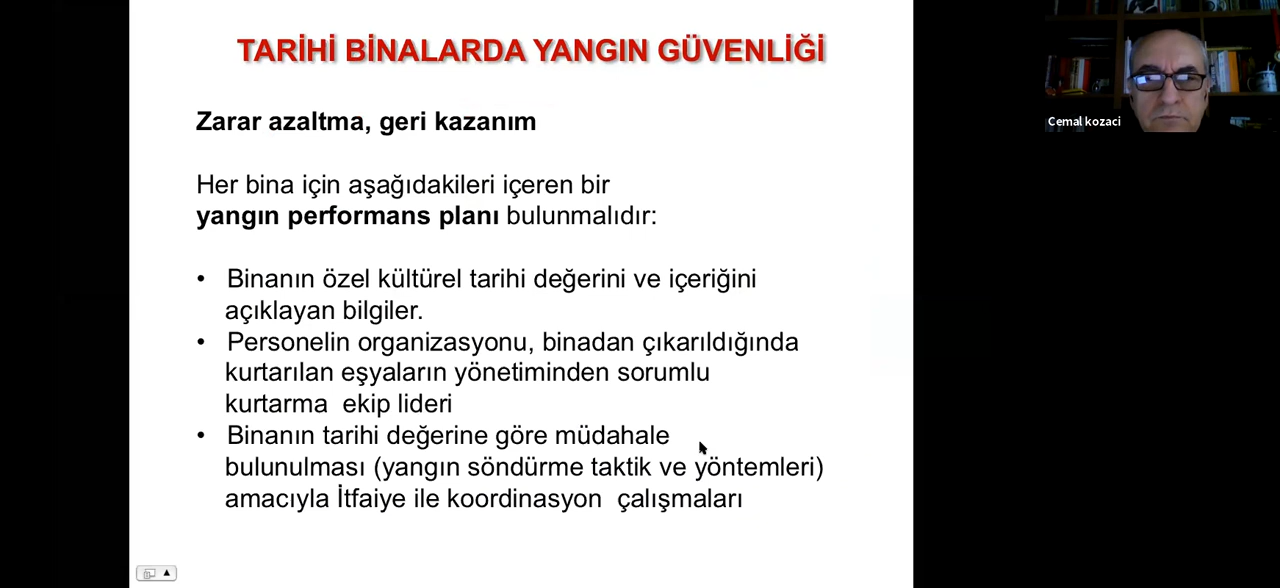 TARİHİ BİNALARDA YANGIN GÜVENLİĞİ
Cemal kozaci
Zarar azaltma, geri kazanım
Her bina için aşağıdakileri içeren bir
yangın performans planı bulunmalıdır:
• Binanın özel kültürel tarihi değerini ve içeriğini
açıklayan bilgiler.
• Personelin organizasyonu, binadan çıkarıldığında
kurtarılan eşyaların yönetiminden sorumlu
kurtarma ekip lideri
• Binanın tarihi değerine göre müdahale
bulunulması (yangın söndürme taktik ve yöntemleri)
amacıyla İtfaiye ile koordinasyon çalışmaları